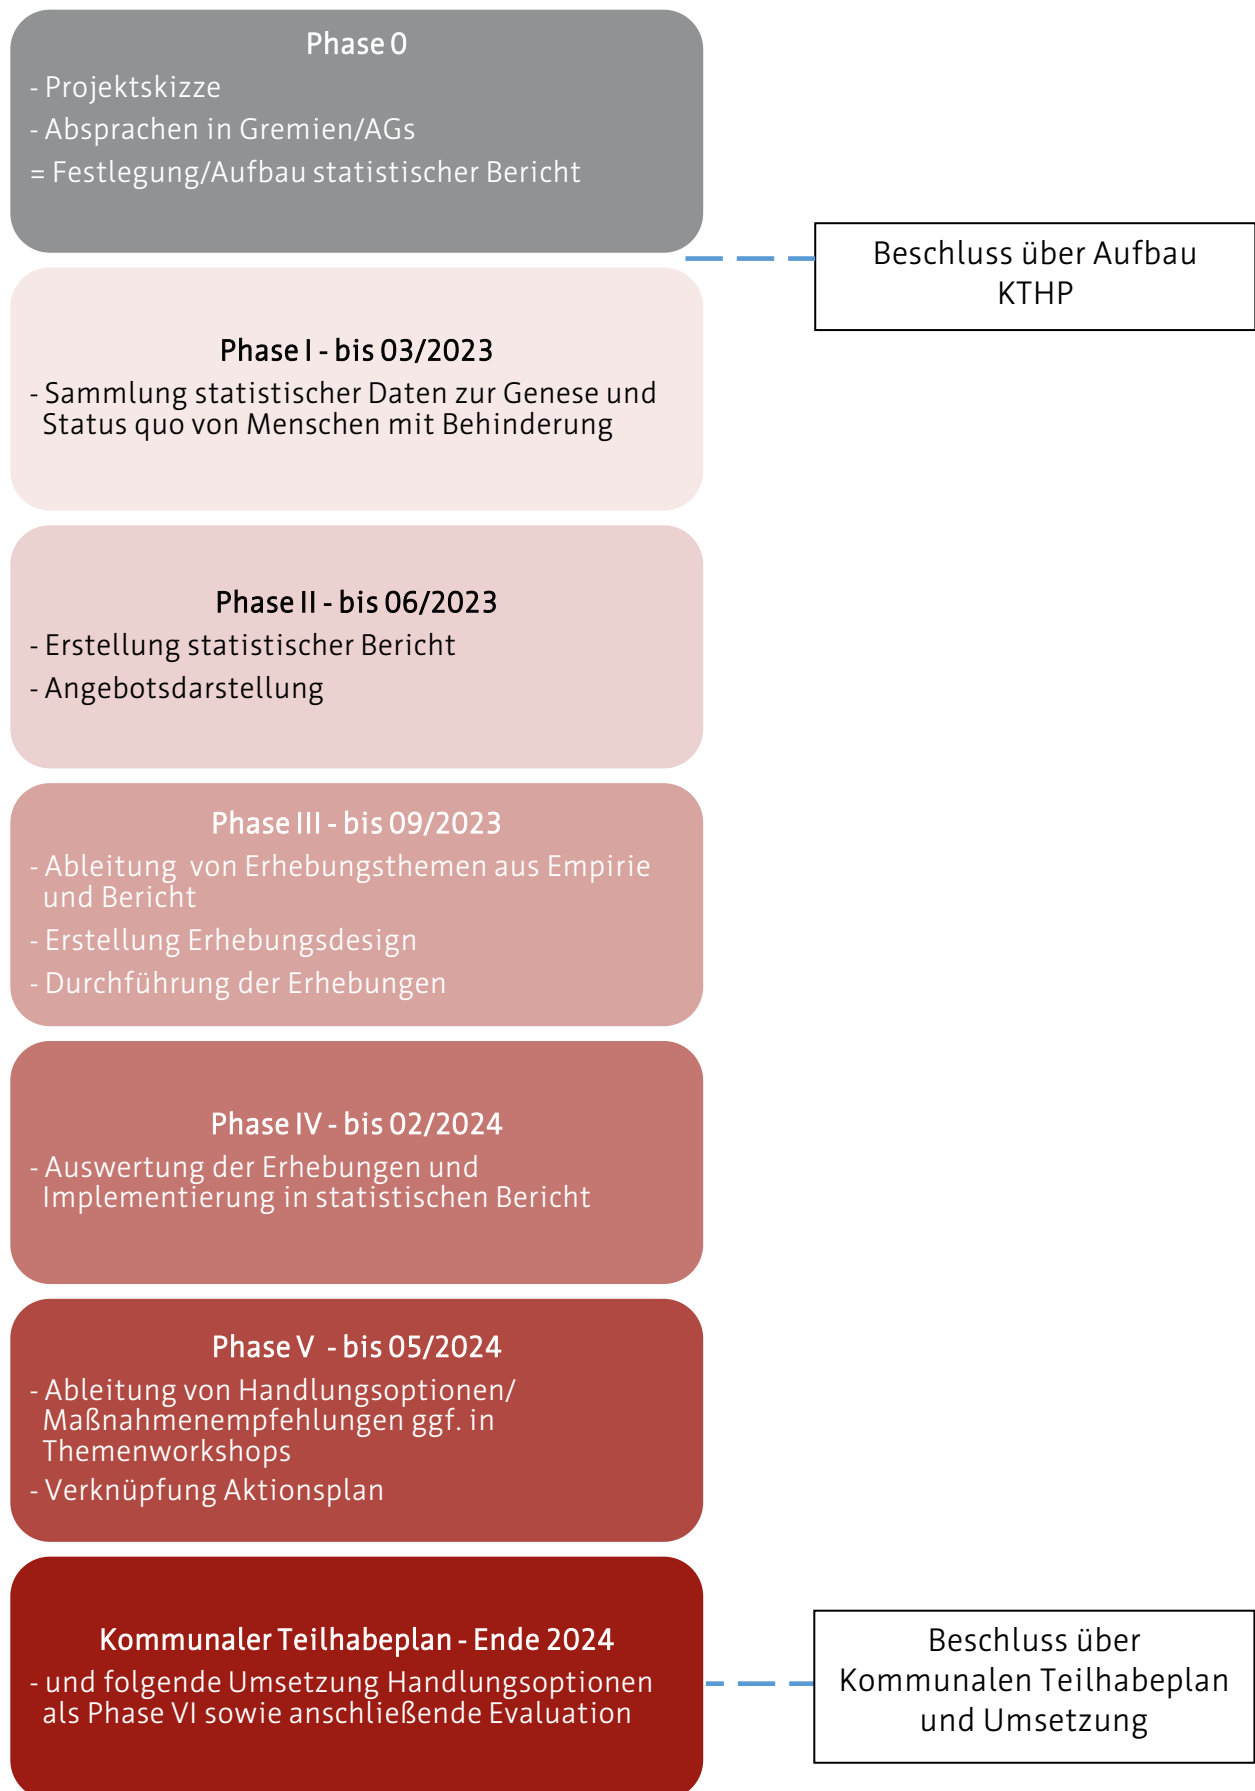 Phase 0
- Projektskizze
- Absprachen in Gremien/AGs
= Festlegung/Aufbau statistischer Bericht
Beschluss über Aufbau
KTHP
Phase I - bis 03/2023
- Sammlung statistischer Daten zur Genese und
Status quo von Menschen mit Behinderung
Phase II - bis 06/2023
- Erstellung statistischer Bericht
- Angebotsdarstellung
Phase III - bis 09/2023
- Ableitung von Erhebungsthemen aus Empirie
und Bericht
- Erstellung Erhebungsdesign
- Durchführung der Erhebungen
Phase IV - bis 02/2024
- Auswertung der Erhebungen und
Implementierung in statistischen Bericht
Phase V - bis 05/2024
- Ableitung von Handlungsoptionen/
Maßnahmenempfehlungen ggf. in
Themenworkshops
- Verknüpfung Aktionsplan
Kommunaler Teilhabeplan - Ende 2024
- und folgende Umsetzung Handlungsoptionen
als Phase VI sowie anschließende Evaluation
Beschluss über
Kommunalen Teilhabeplan
und Umsetzung